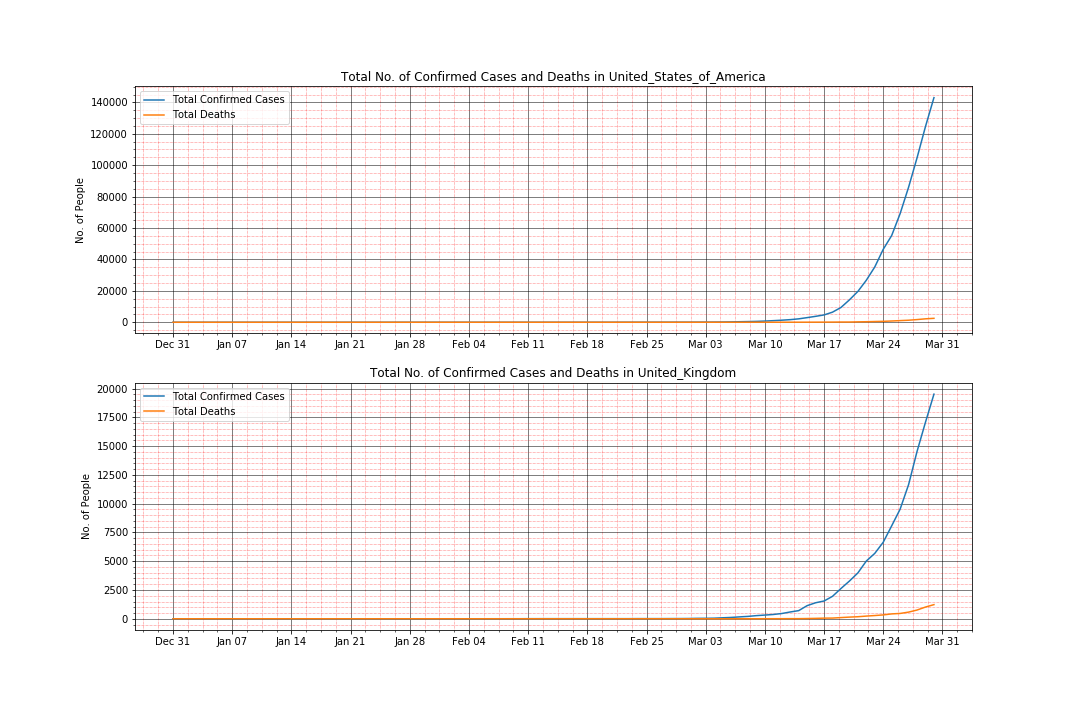 Total No. of Confirmed Cases and Deaths in United_States_of_America
Total Confirmed Cases
Total Deaths
No. of People
140000
120000
100000
80000
60000
40000
20000
0
Dec 31 Jan 07 Jan 14 Jan 21 Jan 28 Feb 04 Feb 11 Feb 18 Feb 25 Mar 03 Mar 10 Mar 17 Mar 24 Mar 31
Total No. of Confirmed Cases and Deaths in United_Kingdom
Total Confirmed Cases
Total Deaths
No. of People
20000
17500
15000
12500
10000
7500
5000
2500
0
Dec 31 Jan 07 Jan 14 Jan 21 Jan 28 Feb 04 Feb 11 Feb 18 Feb 25 Mar 03 Mar 10 Mar 17 Mar 24 Mar 31